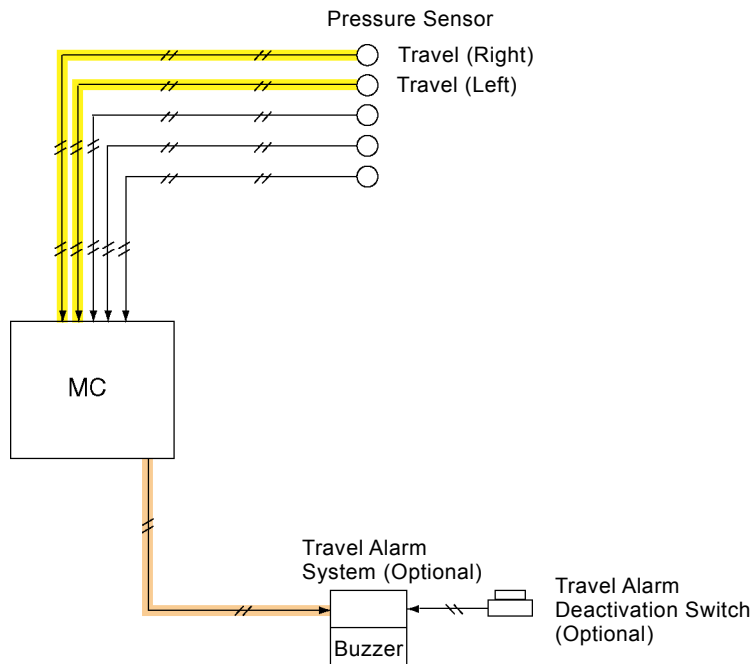 Pressure Sensor
Travel (Right)
Travel (Left)
MC
Travel Alarm
System (Optional)
Buzzer
Travel Alarm
Deactivation Switch
(Optional)